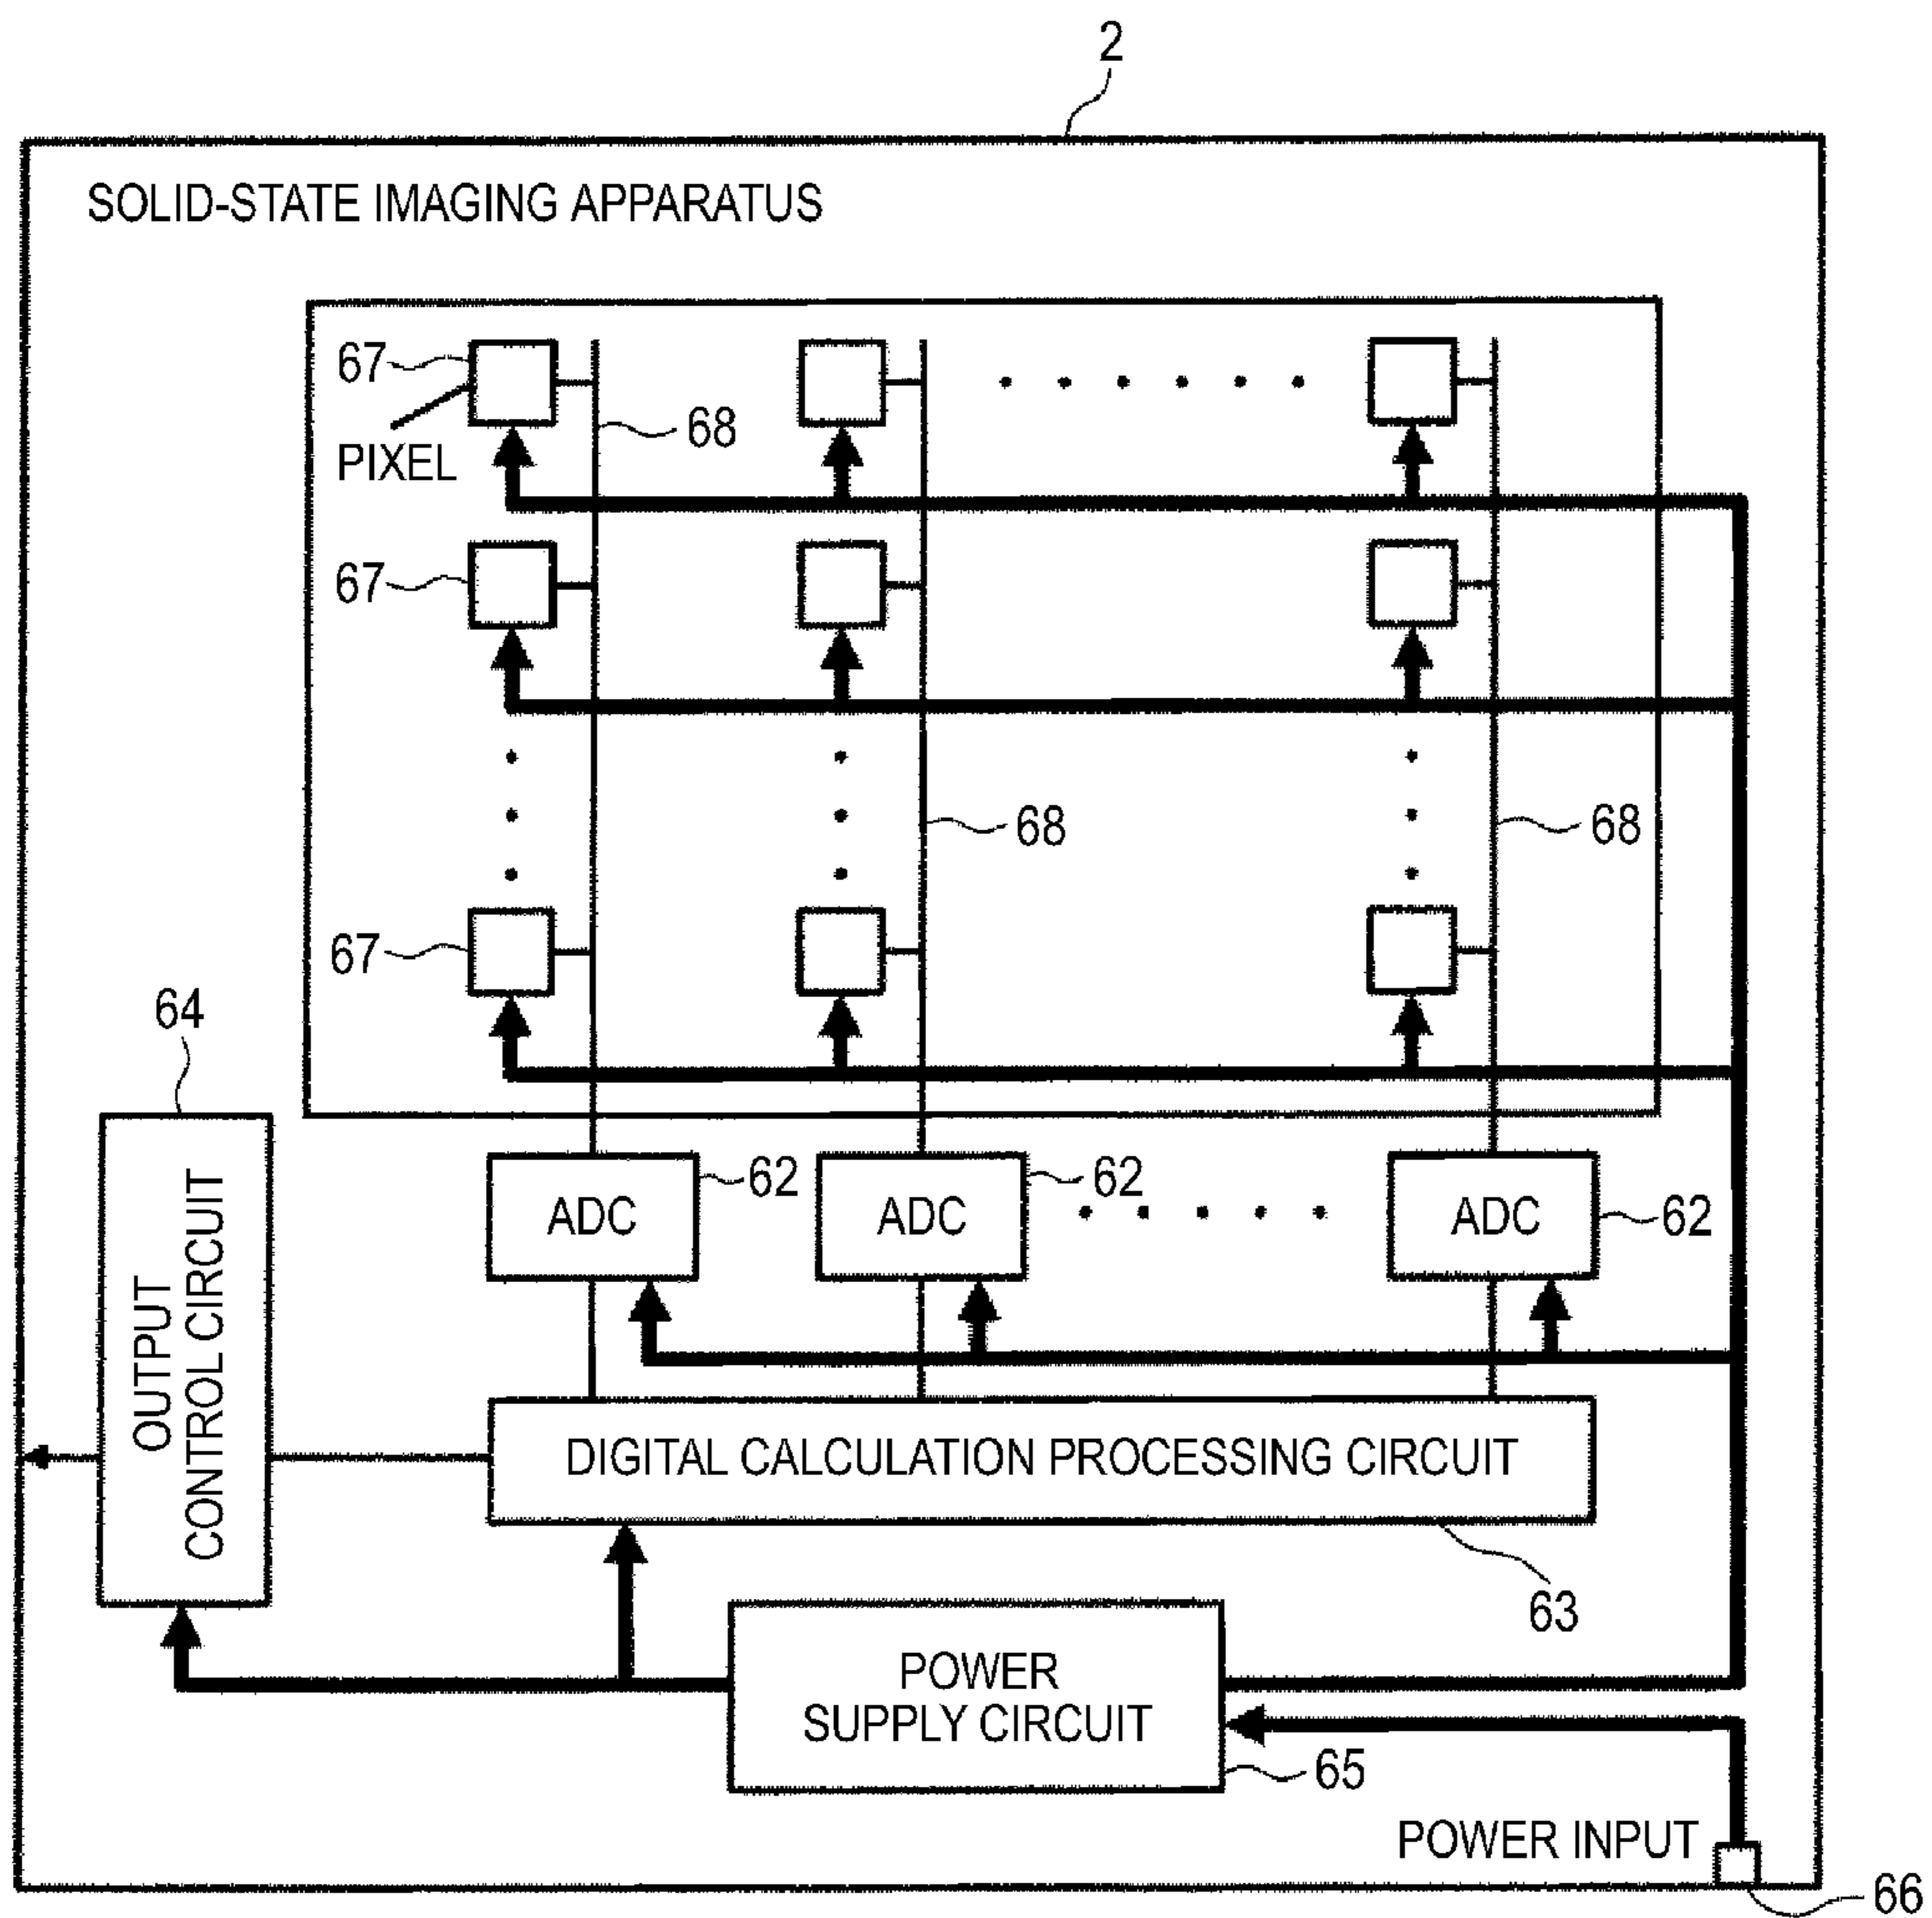 2
SOLID-STATE IMAGING APPARATUS
67
68
PIXEL
67
68
68
67
64
62
62
62
ADC
ADC
ADC
OUTPUT
CONTROL CIRCUIT
DIGITAL CALCULATION PROCESSING CIRCUIT
63
POWER
SUPPLY CIRCUIT
65
POWER INPUT
66